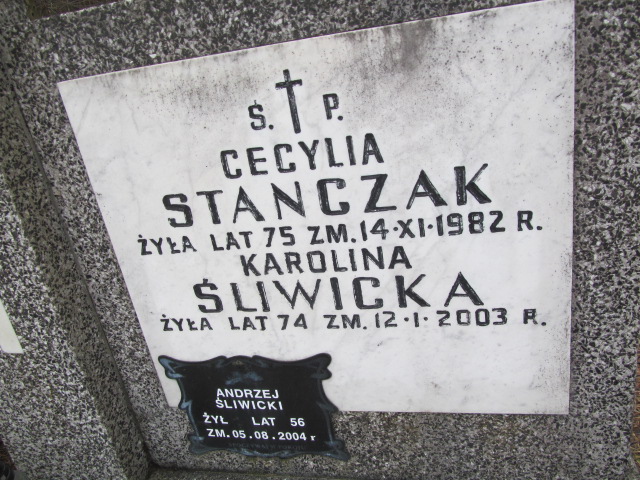 Ś. P.
CECYLIA
STANCZAK
ŻYŁA LAT 75 ZM. 14·XI·1982 R.
KAROLINA
ŚLIWICKA
ŻYŁA LAT 74 ZM. 12·1·2003 R.
ANDRZEJ
ŚLIWICKI
ŻYŁ LAT 56
ZM. 05.08.2004 r